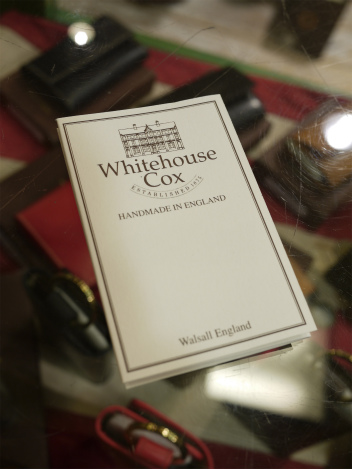 Whitehouse
Cox
ESTABLISHED 1875
HANDMADE IN ENGLAND
Walsall England